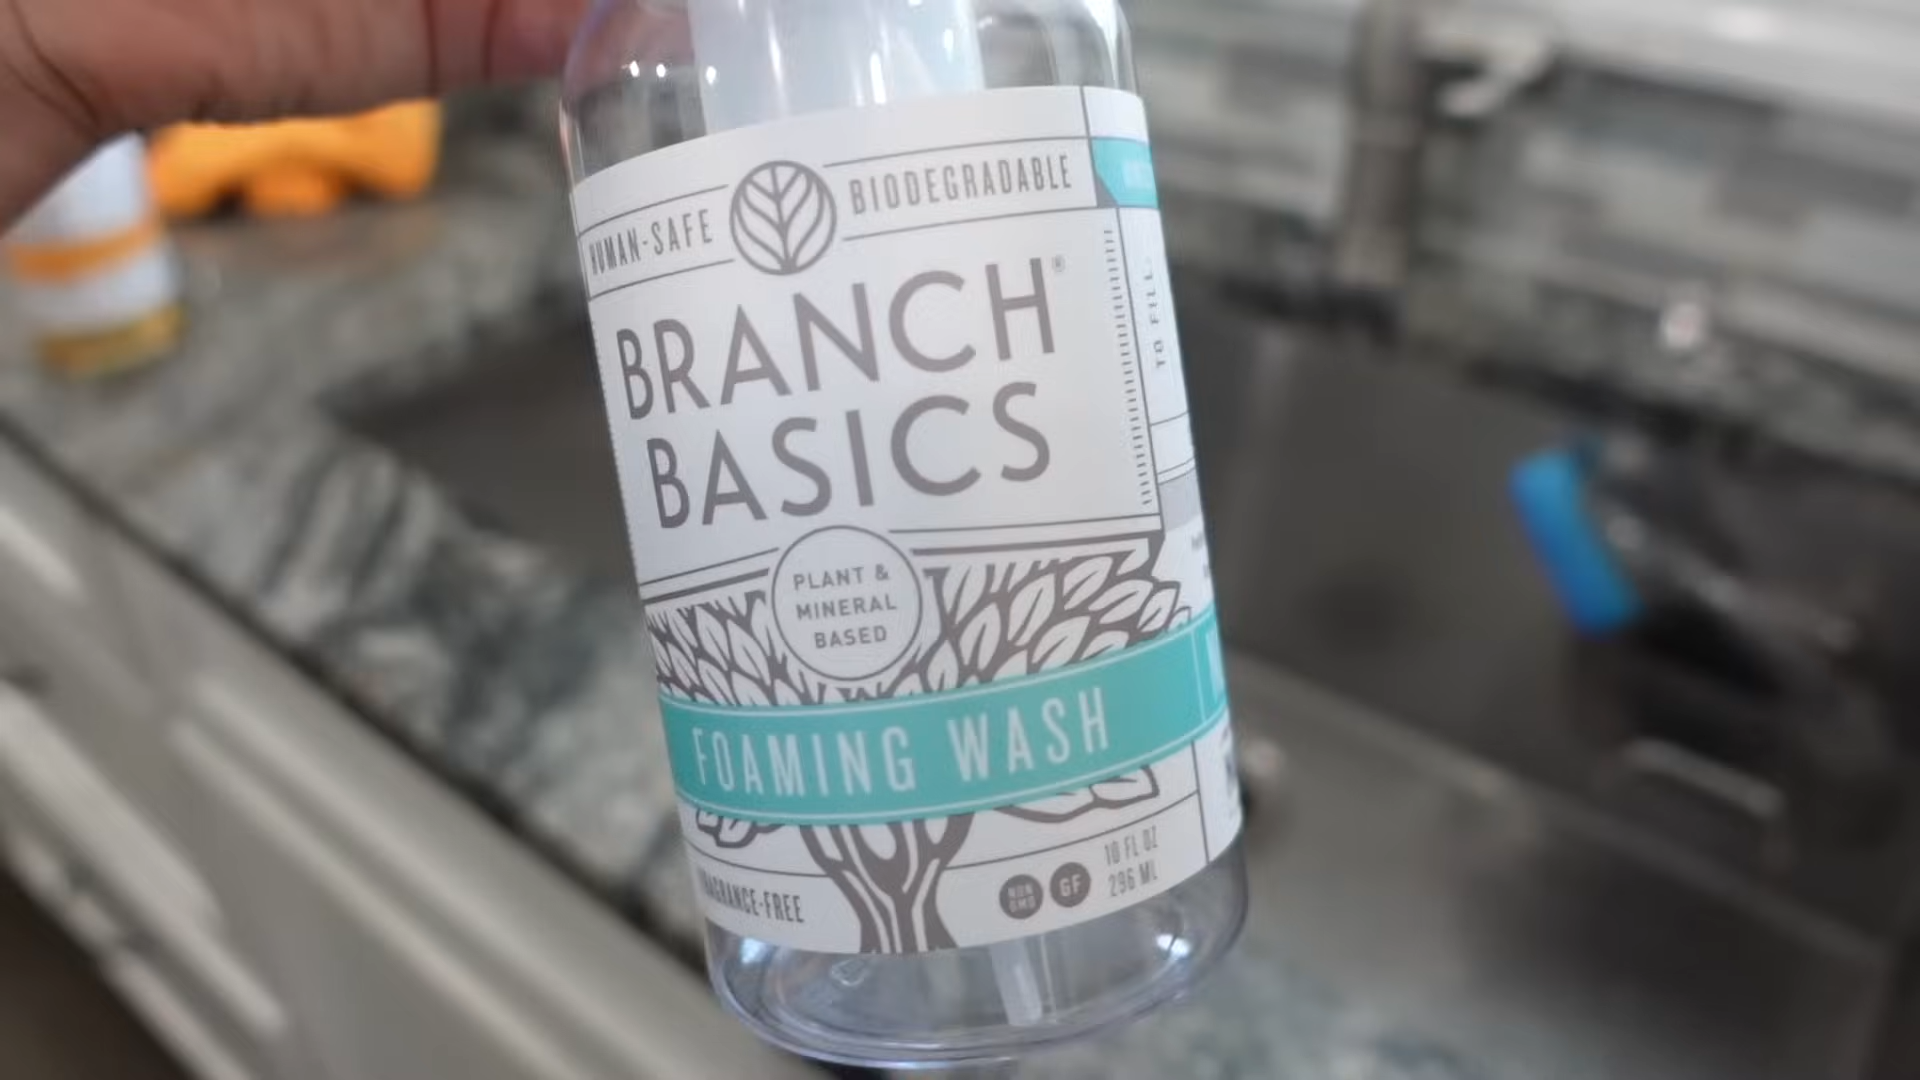 HUMAN-SAFE BIODEGRADABLE
BRANCH®
BASICS
PLANT &
MINERAL
BASED
FOAMING WASH
FRAGRANCE-FREE
NON
GMO
GF
10 FL OZ
296 ML
TO FILL